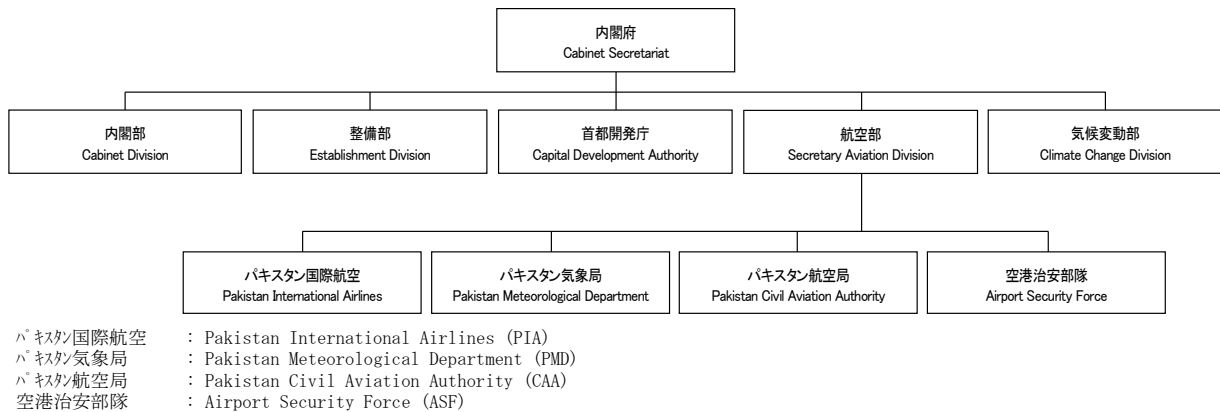 内閣府
Cabinet Secretariat
内閣部
Cabinet Division
整備部
Establishment Division
首都開発庁
Capital Development Authority
航空部
Secretary Aviation Division
気候変動部
Climate Change Division
パキスタン国際航空
Pakistan International Airlines
パキスタン気象局
Pakistan Meteorological Department
パキスタン航空局
Pakistan Civil Aviation Authority
空港治安部隊
Airport Security Force
ﾊﾟｷｽﾀﾝ国際航空 : Pakistan International Airlines (PIA)
ﾊﾟｷｽﾀﾝ気象局 : Pakistan Meteorological Department (PMD)
ﾊﾟｷｽﾀﾝ航空局 : Pakistan Civil Aviation Authority (CAA)
空港治安部隊 : Airport Security Force (ASF)